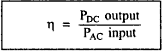 η = P_DC output / P_AC input